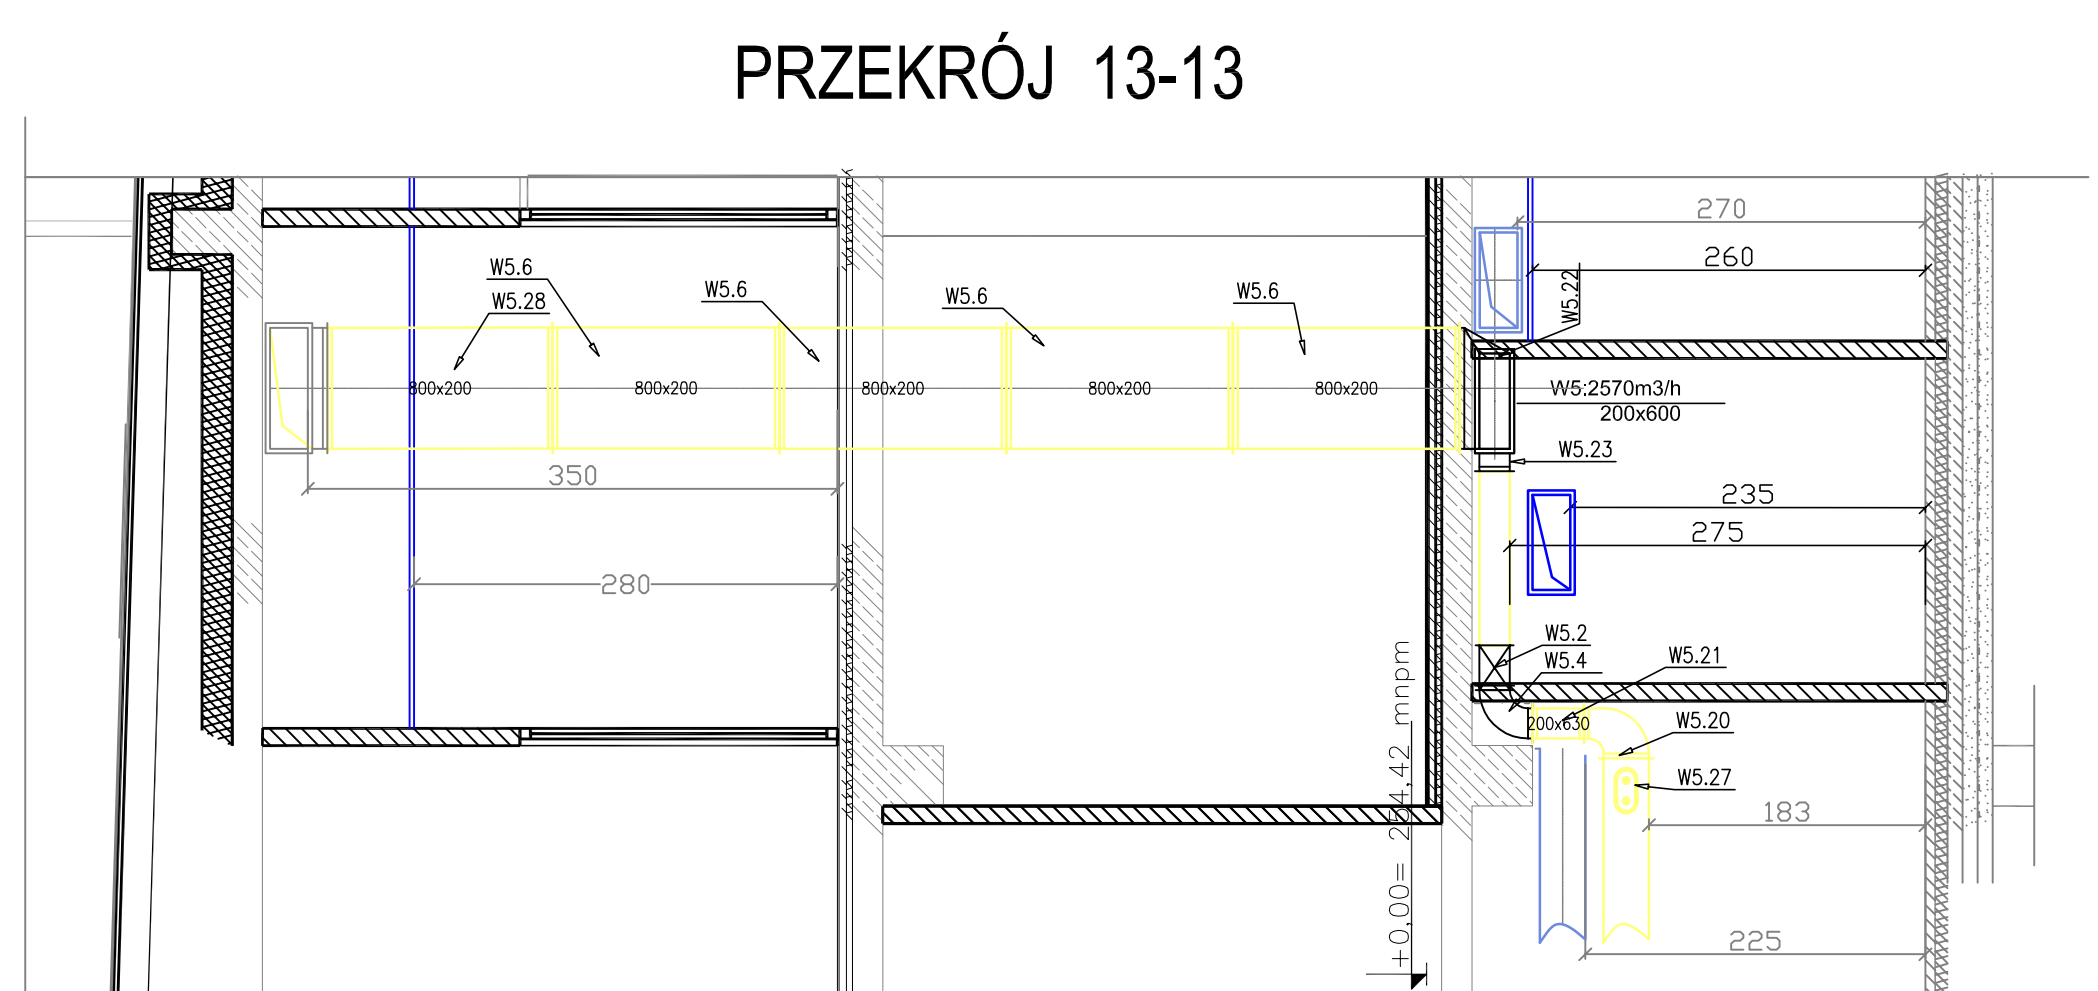 PRZEKRÓJ 13-13
270
260
W5.22
W5.6
W5.28
W5.6
W5.6
W5.6
800x200
800x200
800x200
800x200
800x200
W5:2570m3/h
200x600
W5.23
350
235
275
280
W5.2
W5.4
W5.21
200x630
W5.20
W5.27
183
225
+0,00= 254,42 mnpm